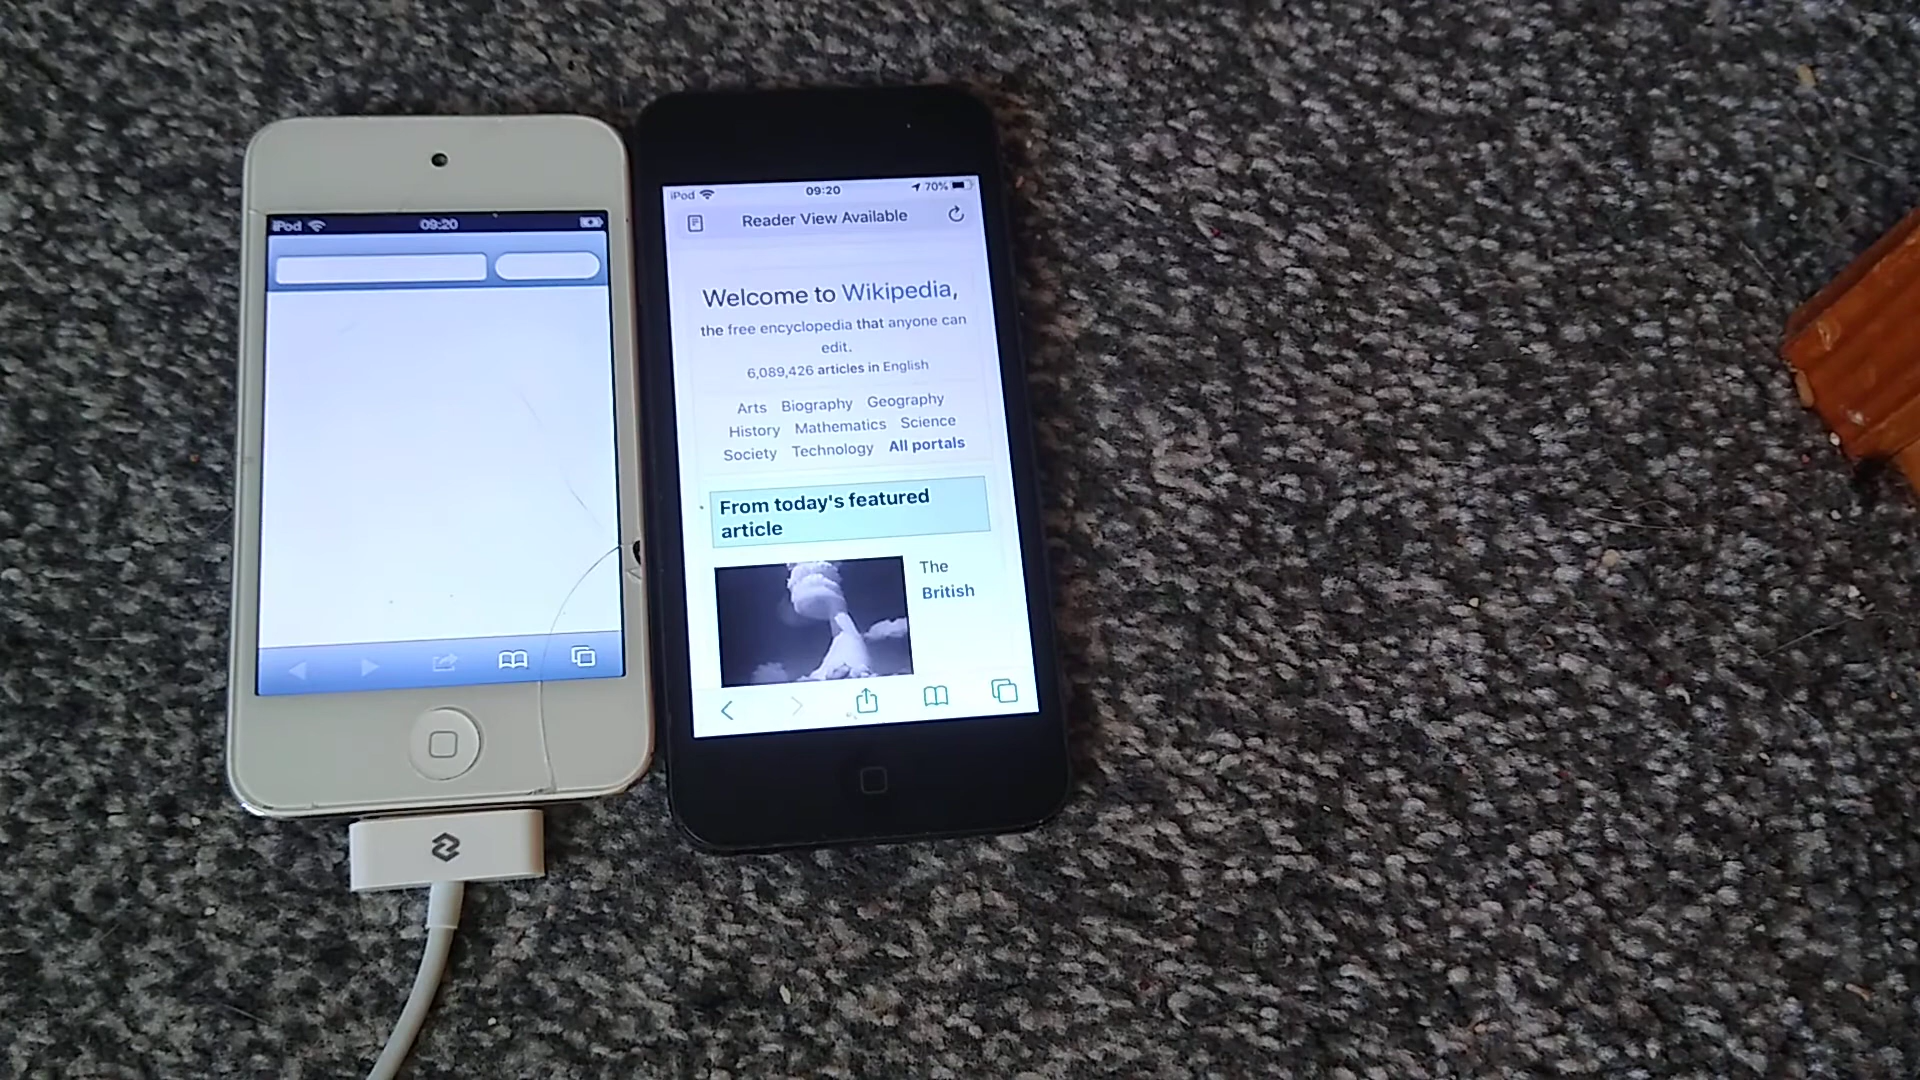 iPod
09:20
iPod
09:20
70%
Reader View Available
Welcome to Wikipedia,
the free encyclopedia that anyone can
edit.
6,089,426 articles in English
Arts Biography Geography
History Mathematics Science
Society Technology All portals
From today's featured
article
The
British